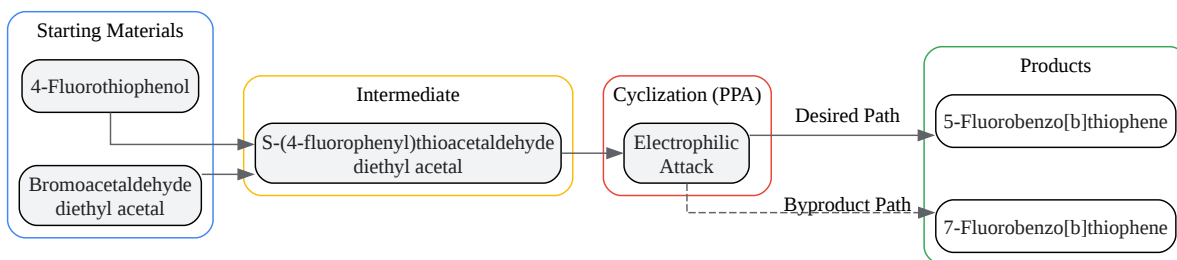 Starting Materials
4-Fluorothiophenol
Bromoacetaldehyde
diethyl acetal
Intermediate
S-(4-fluorophenyl)thioacetaldehyde
diethyl acetal
Cyclization (PPA)
Electrophilic
Attack
Desired Path
Byproduct Path
Products
5-Fluorobenzo[b]thiophene
7-Fluorobenzo[b]thiophene